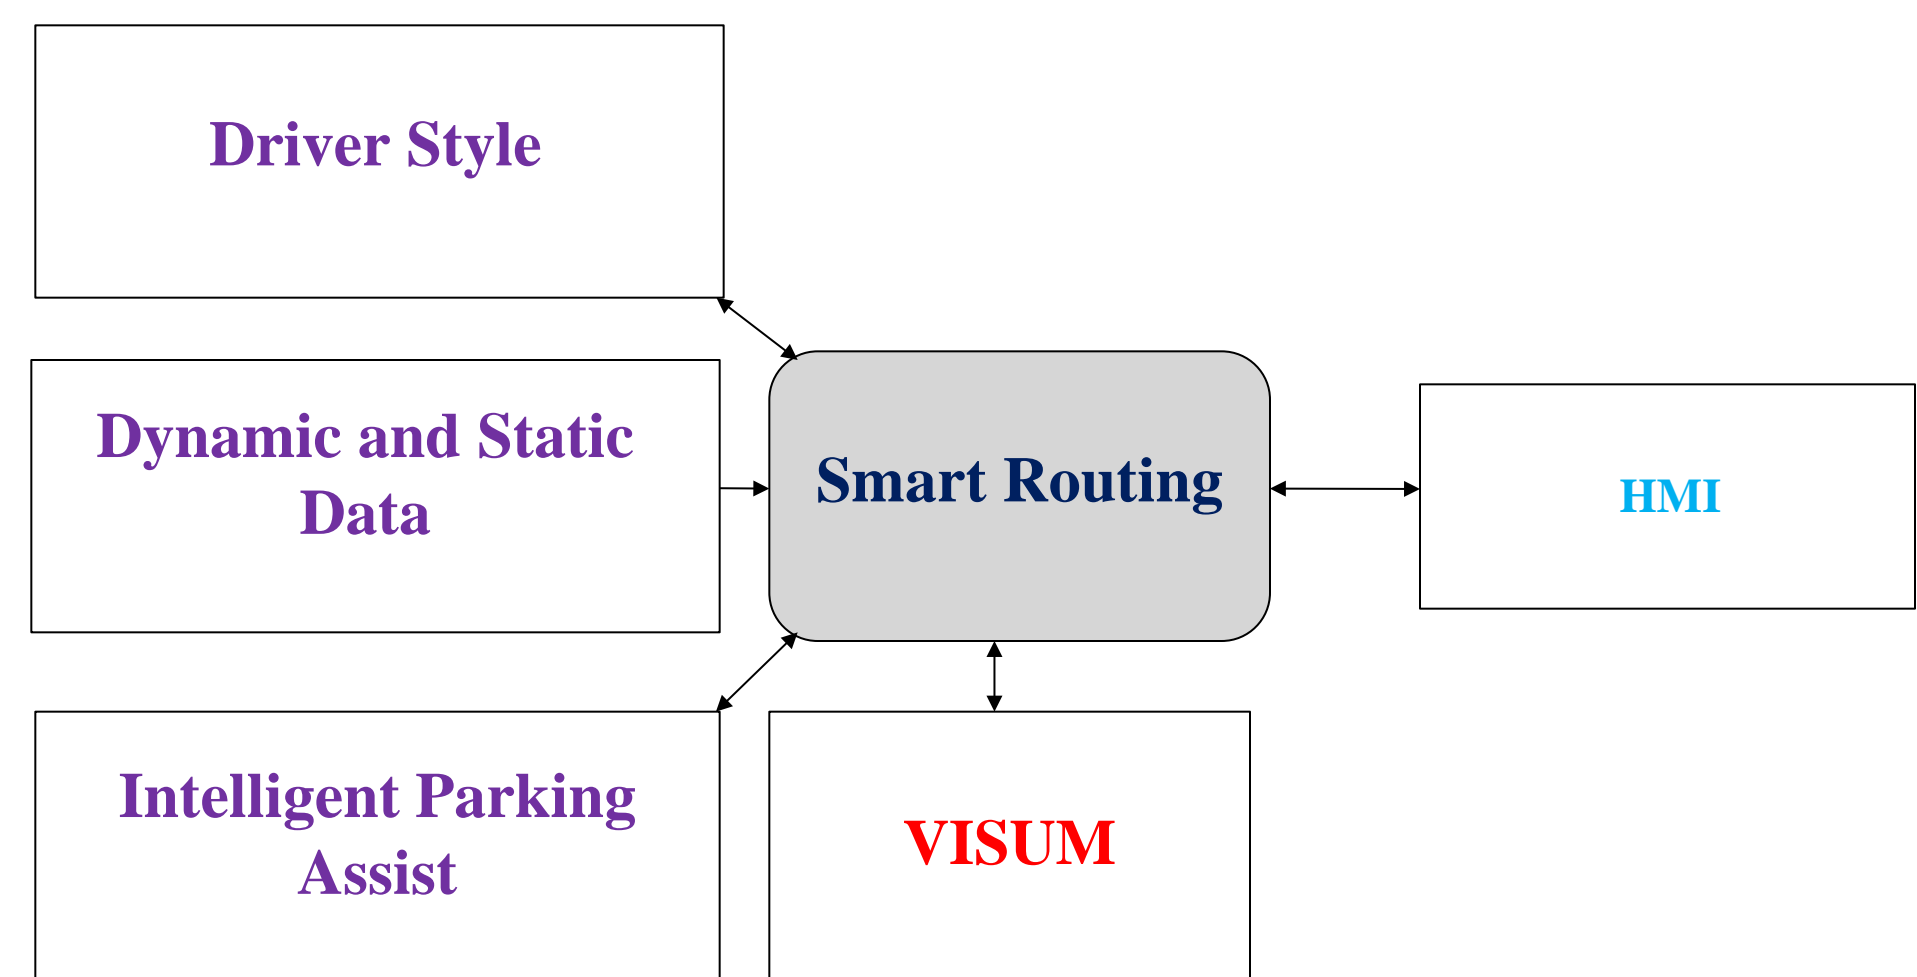 Driver Style
Dynamic and Static
Data
Smart Routing
HMI
Intelligent Parking
Assist
VISUM